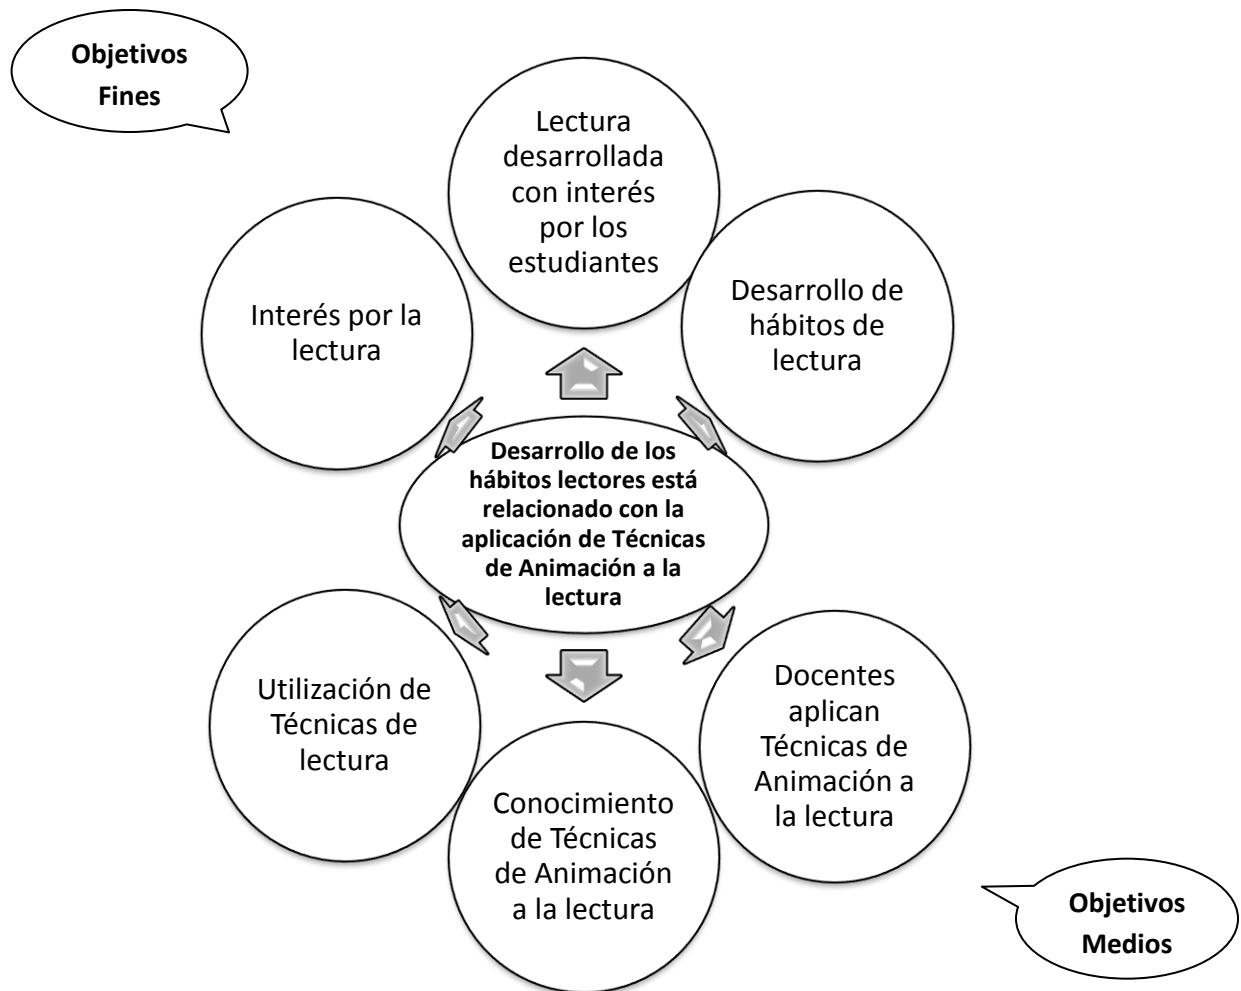 Objetivos
Fines
Lectura
desarrollada
con interés
por los
estudiantes
Interés por la
lectura
Desarrollo de
hábitos de
lectura
Desarrollo de los
hábitos lectores está
relacionado con la
aplicación de Técnicas
de Animación a la
lectura
Utilización de
Técnicas de
lectura
Conocimiento
de Técnicas
de Animación
a la lectura
Docentes
aplican
Técnicas de
Animación a
la lectura
Objetivos
Medios